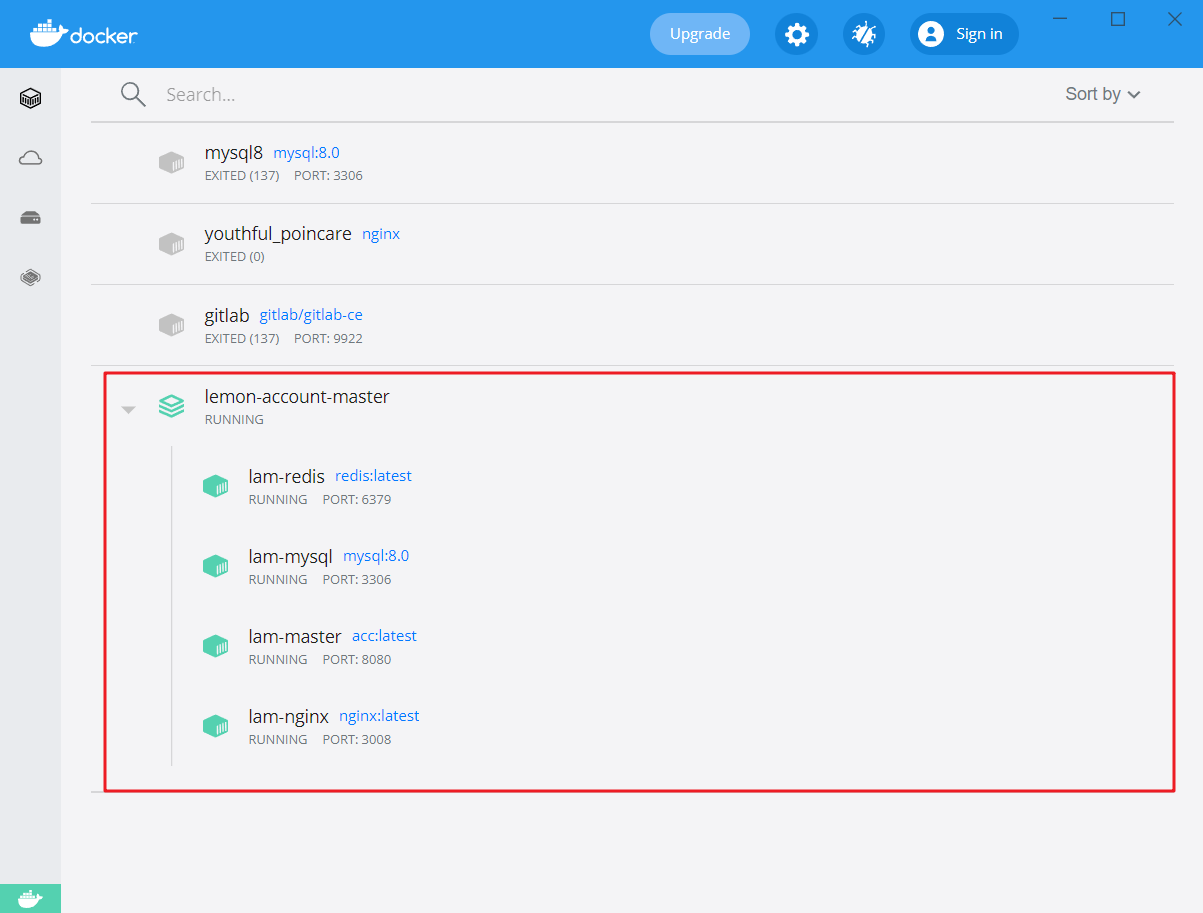 docker
Upgrade
Sign in
Search...
Sort by
mysql8 mysql:8.0
EXITED (137) PORT: 3306
youthful_poincare nginx
EXITED (0)
gitlab gitlab/gitlab-ce
EXITED (137) PORT: 9922
lemon-account-master
RUNNING
lam-redis redis:latest
RUNNING PORT: 6379
lam-mysql mysql:8.0
RUNNING PORT: 3306
lam-master acc:latest
RUNNING PORT: 8080
lam-nginx nginx:latest
RUNNING PORT: 3008